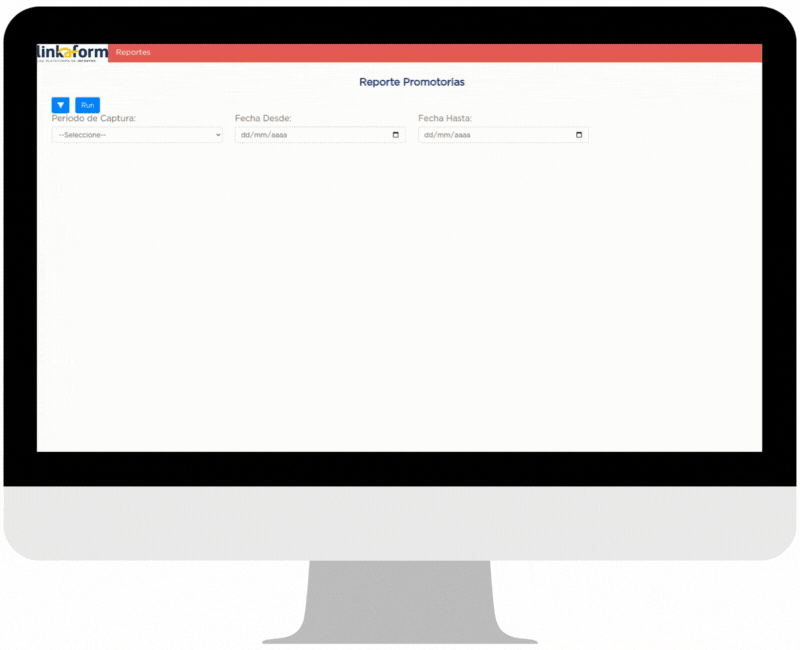 linkaform Reportes
Reporte Promotorias
Run
Periodo de Captura: Fecha Desde: Fecha Hasta:
--Seleccione-- dd/mm/aaaa dd/mm/aaaa